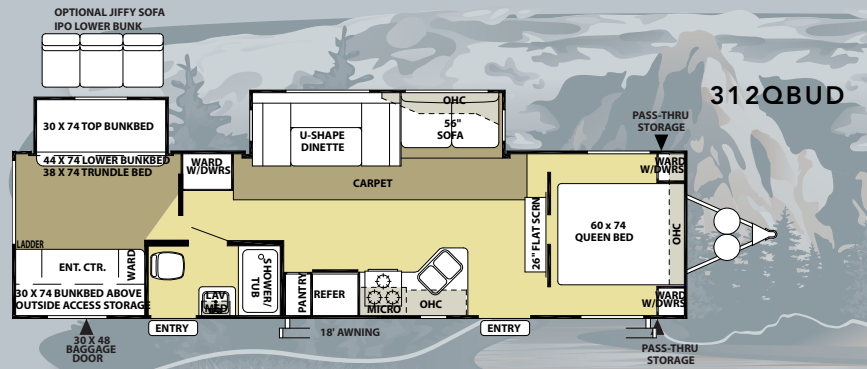 OPTIONAL JIFFY SOFA
IPO LOWER BUNK
312QBUD
30 X 74 TOP BUNKBED
44 X 74 LOWER BUNKBED
38 X 74 TRUNDLE BED
WARD
W/DWRS
U-SHAPE
DINETTE
OHC
56"
SOFA
CARPET
PASS-THRU
STORAGE
WARD
W/DWRS
60 x 74
QUEEN BED
OHC
26" FLAT SCRN
LADDER
ENT. CTR.
WARD
30 X 74 BUNKBED ABOVE
OUTSIDE ACCESS STORAGE
LAV
MED
SHOWER/
TUB
PANTRY
REFER
MICRO
OHC
WARD
W/DWRS
ENTRY
18' AWNING
ENTRY
30 X 48
BAGGAGE
DOOR
PASS-THRU
STORAGE